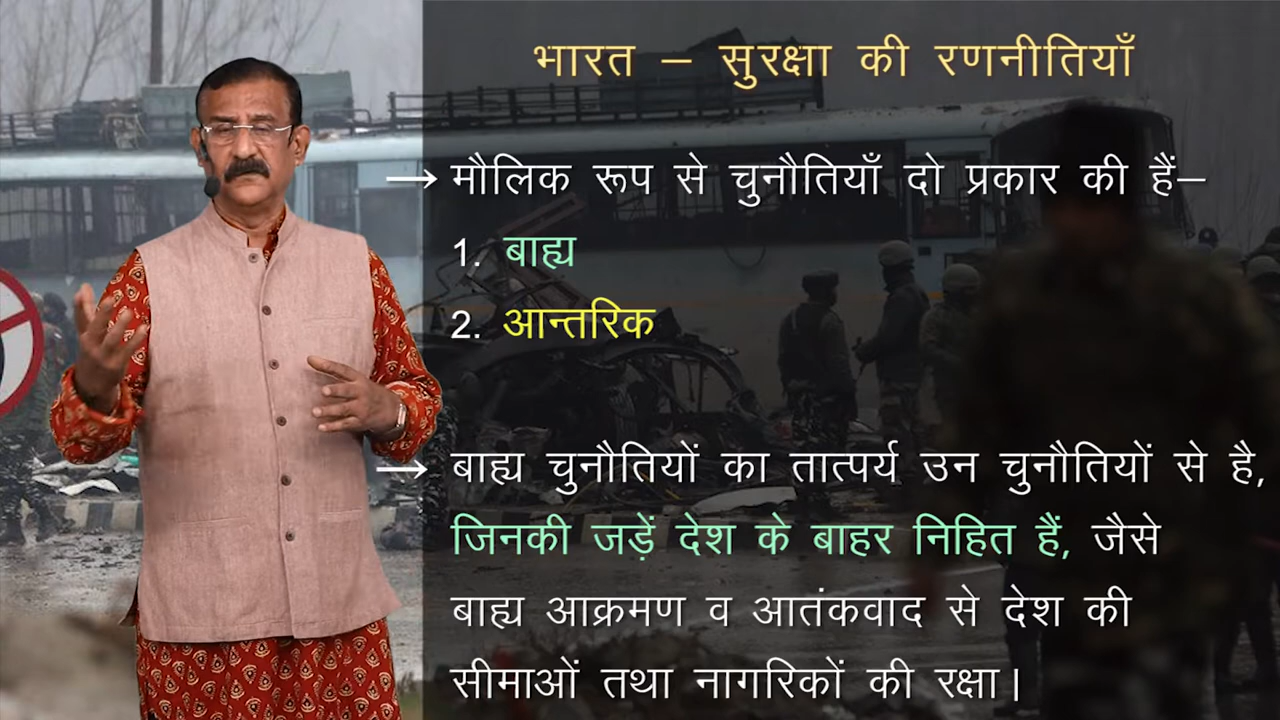 भारत – सुरक्षा की रणनीतियाँ
→ मौलिक रूप से चुनौतियाँ दो प्रकार की हैं–
1. बाह्य
2. आन्तरिक
→ बाह्य चुनौतियों का तात्पर्य उन चुनौतियों से है,
जिनकी जड़ें देश के बाहर निहित हैं, जैसे
बाह्य आक्रमण व आतंकवाद से देश की
सीमाओं तथा नागरिकों की रक्षा।